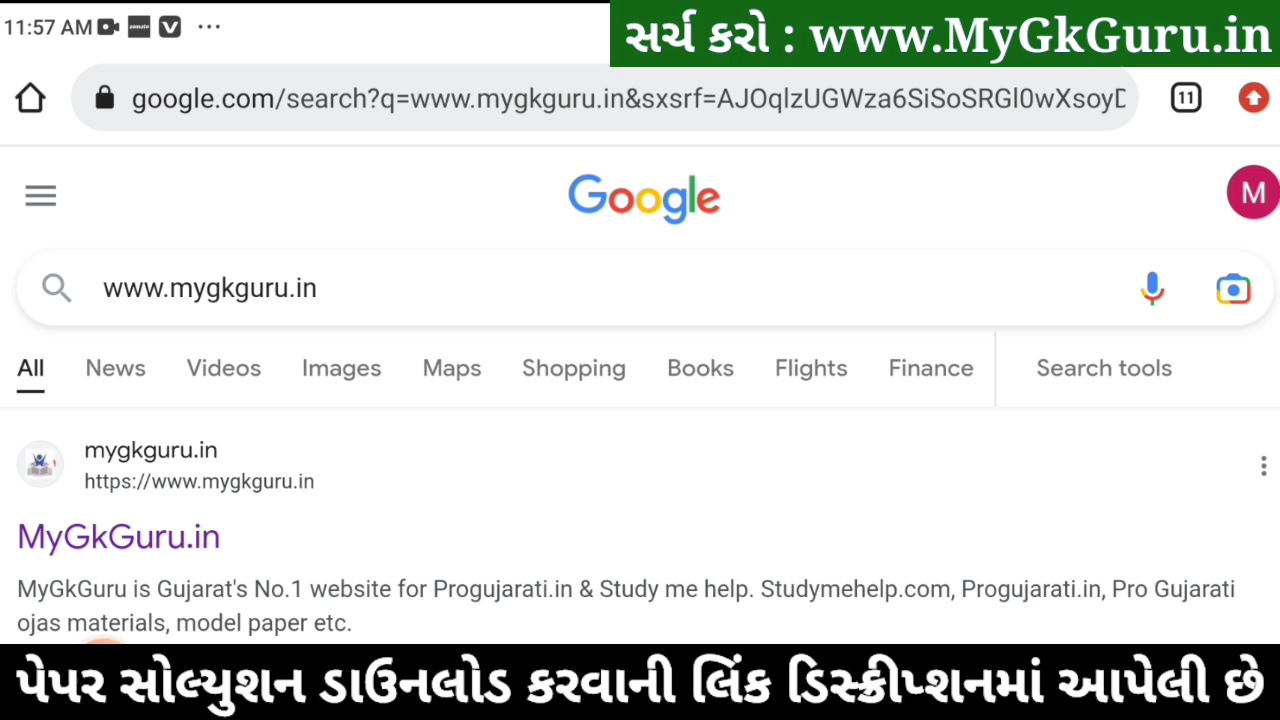 11:57 AM
સર્ચ કરો : www.MyGkGuru.in
google.com/search?q=www.mygkguru.in&sxsrf=AJOqlzUGWza6SiSoSRGl0wXsoyD
11
Google
M
www.mygkguru.in
All News Videos Images Maps Shopping Books Flights Finance Search tools
mygkguru.in
https://www.mygkguru.in
MyGkGuru.in
MyGkGuru is Gujarat's No.1 website for Progujarati.in & Study me help. Studymehelp.com, Progujarati.in, Pro Gujarati
ojas materials, model paper etc.
પેપર સોલ્યુશન ડાઉનલોડ કરવાની લિંક ડિસ્ક્રીપ્શનમાં આપેલી છે